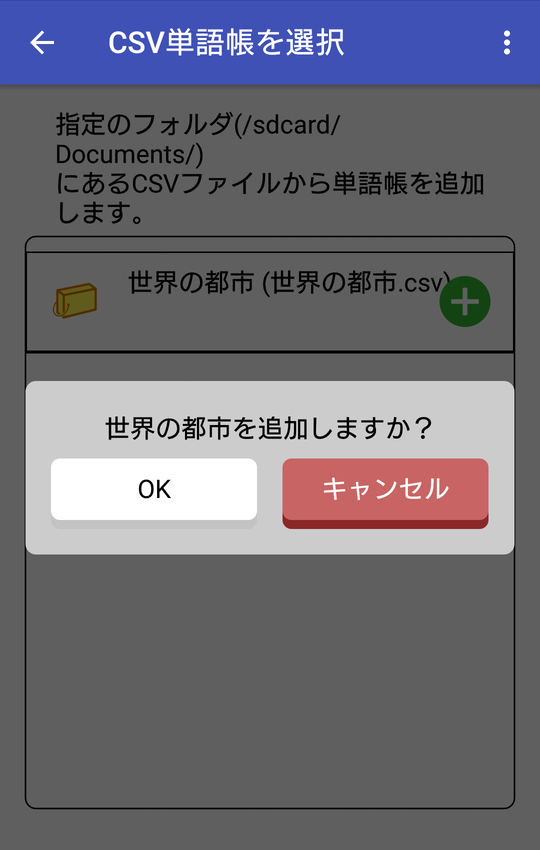 CSV単語帳を選択
指定のフォルダ(/sdcard/
Documents/)
にあるCSVファイルから単語帳を追加
します。
世界の都市 (世界の都市.csv)
世界の都市を追加しますか？
OK
キャンセル